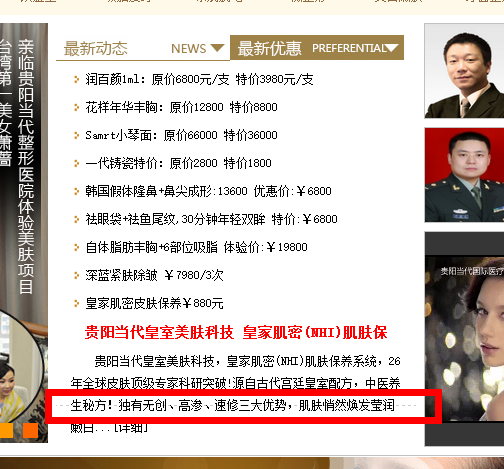 亲临贵阳当代整形医院体验美肤项目
台湾第一美女萧蔷
最新动态 NEWS
最新优惠 PREFERENTIAL
润百颜1ml：原价6800元/支 特价3980元/支
花样年华丰胸：原价12800 特价8800
Samrt小琴面：原价66000 特价36000
一代铸瓷特价：原价2800 特价1800
韩国假体隆鼻+鼻尖成形:13600 优惠价:￥6800
祛眼袋+祛鱼尾纹,30分钟年轻双眸 特价:￥6800
自体脂肪丰胸+6部位吸脂 体验价:￥19800
深蓝紧肤除皱 ￥7980/3次
皇家肌密皮肤保养￥880元
贵阳当代皇室美肤科技 皇家肌密(NHI)肌肤保
贵阳当代皇室美肤科技，皇家肌密(NHI)肌肤保养系统，26
年全球皮肤顶级专家科研突破!源自古代宫廷皇室配方，中医养
生秘方！独有无创、高渗、速修三大优势，肌肤悄然焕发莹润
嫩白...[详细]
贵阳当代国际医疗